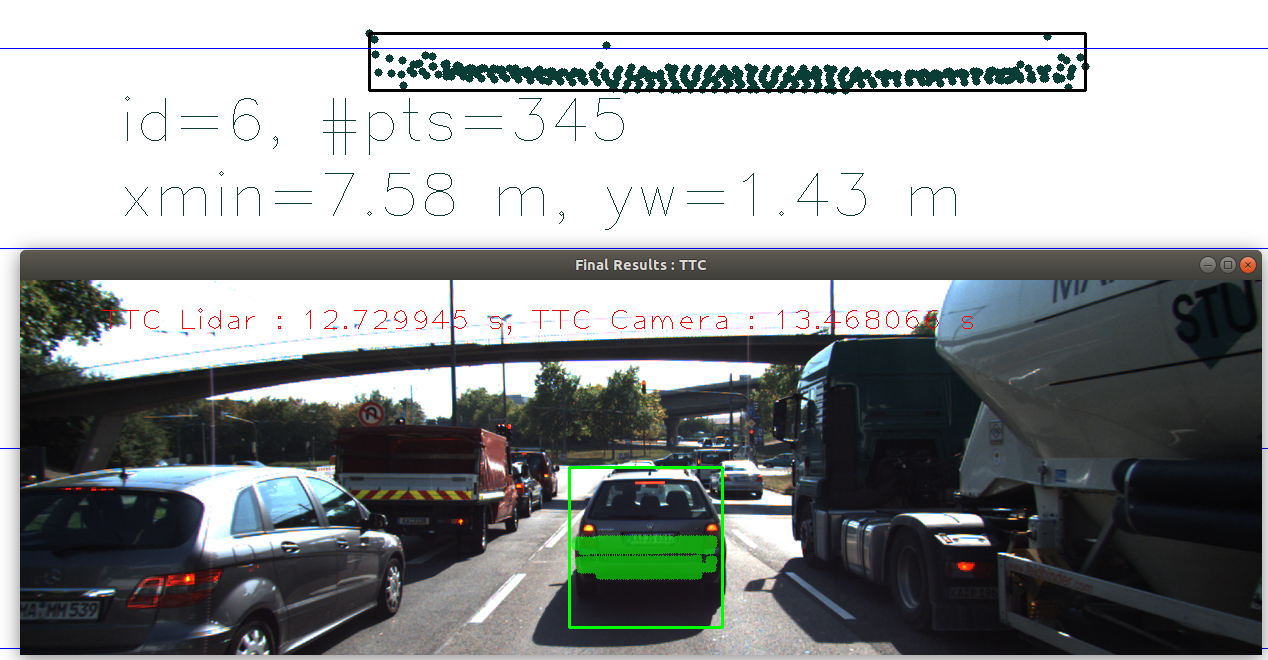 id=6, #pts=345
xmin=7.58 m, yw=1.43 m
Final Results : TTC
TTC Lidar : 12.729945 s, TTC Camera : 13.468065 s
STU
MA MM 539